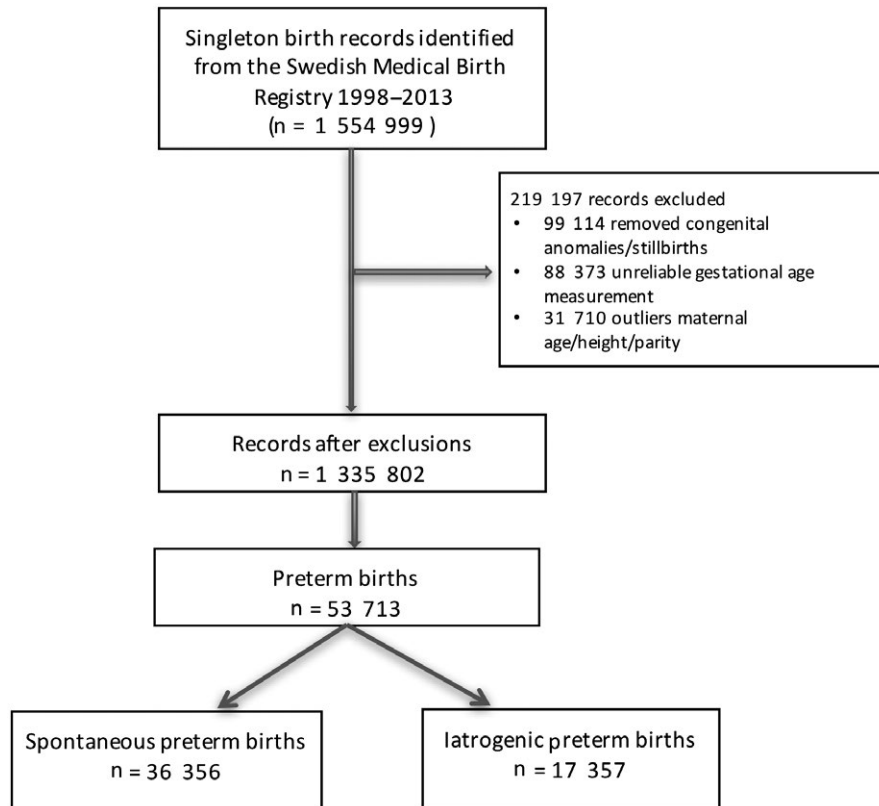 Singleton birth records identified
from the Swedish Medical Birth
Registry 1998–2013
(n = 1 554 999 )
219 197 records excluded
• 99 114 removed congenital
anomalies/stillbirths
• 88 373 unreliable gestational age
measurement
• 31 710 outliers maternal
age/height/parity
Records after exclusions
n = 1 335 802
Preterm births
n = 53 713
Spontaneous preterm births
n = 36 356
Iatrogenic preterm births
n = 17 357